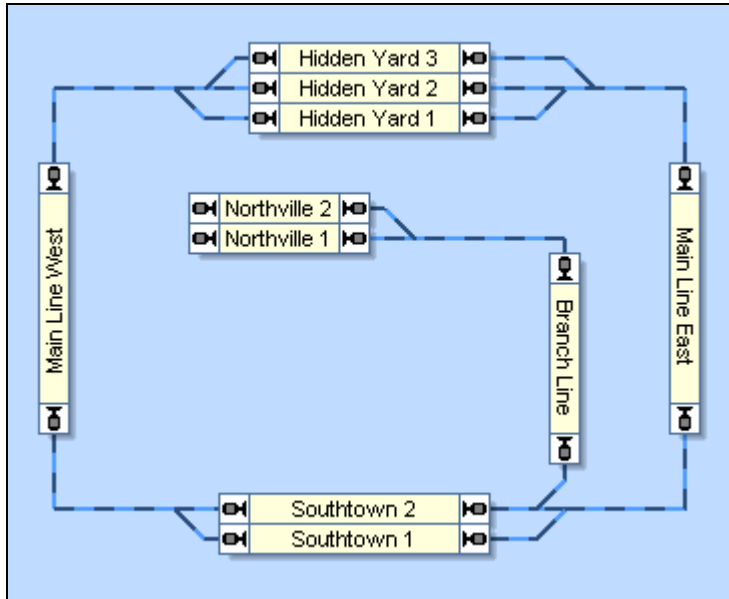 Hidden Yard 3
Hidden Yard 2
Hidden Yard 1
Northville 2
Northville 1
Main Line West
Branch Line
Main Line East
Southtown 2
Southtown 1